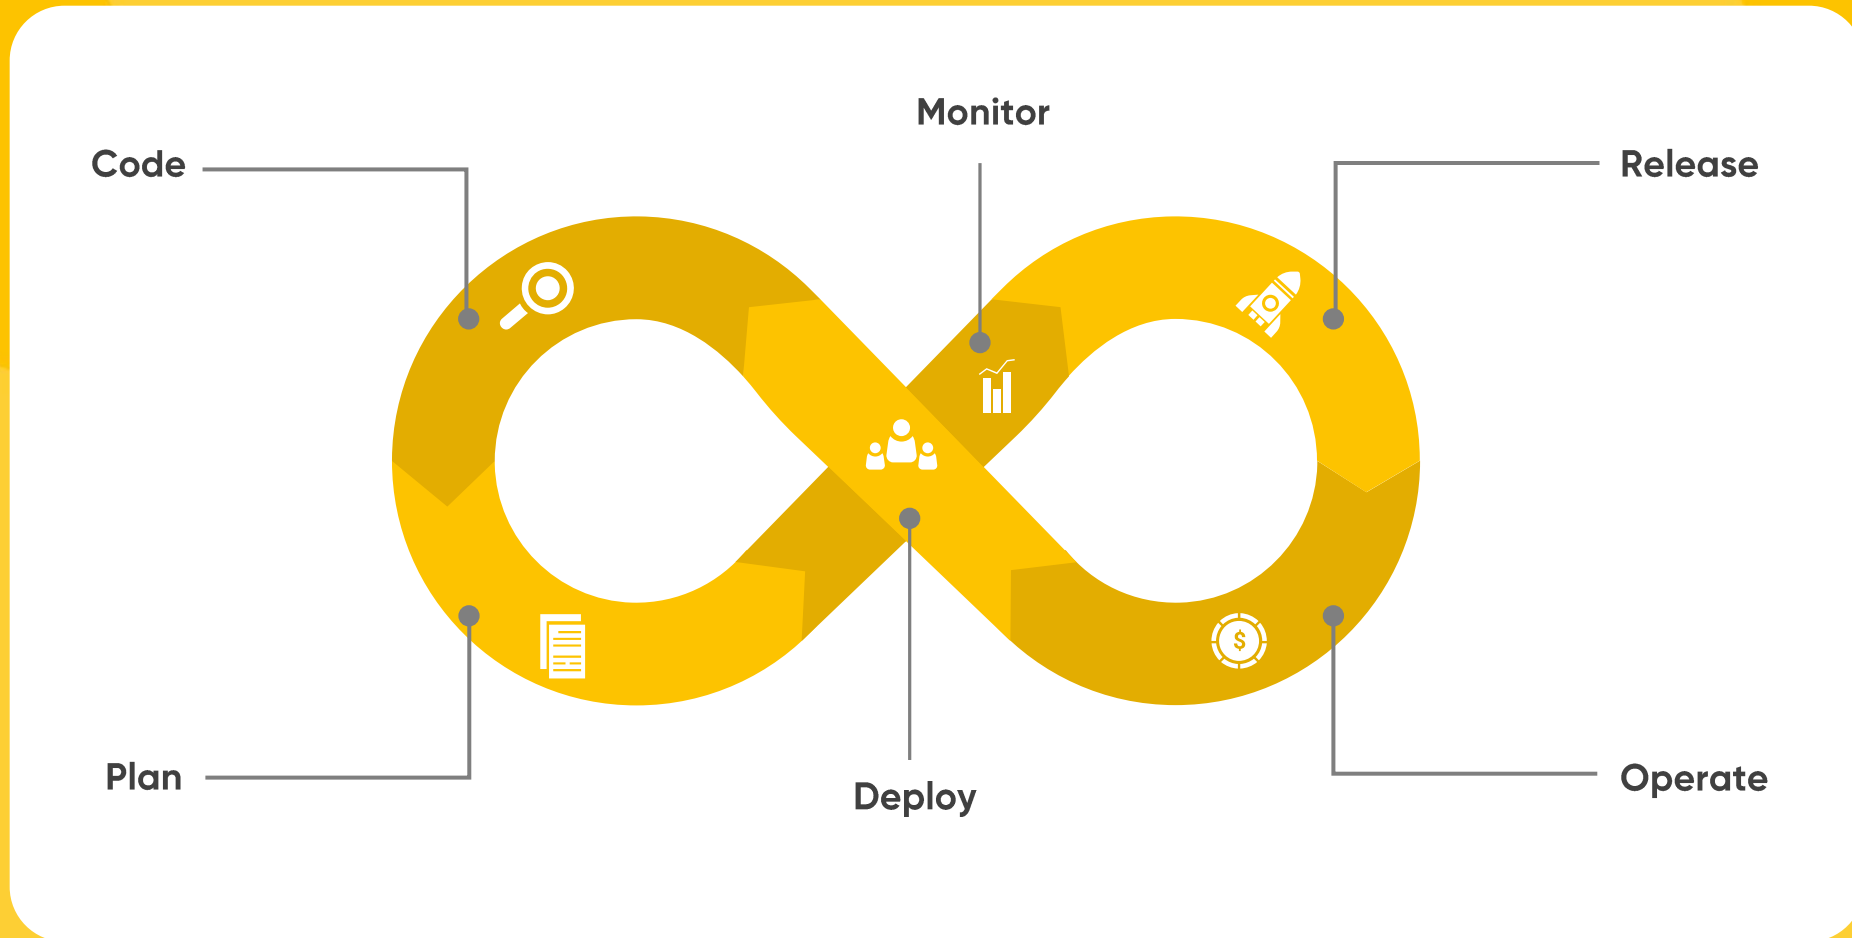 Monitor
Code
Release
Plan
Deploy
Operate
$